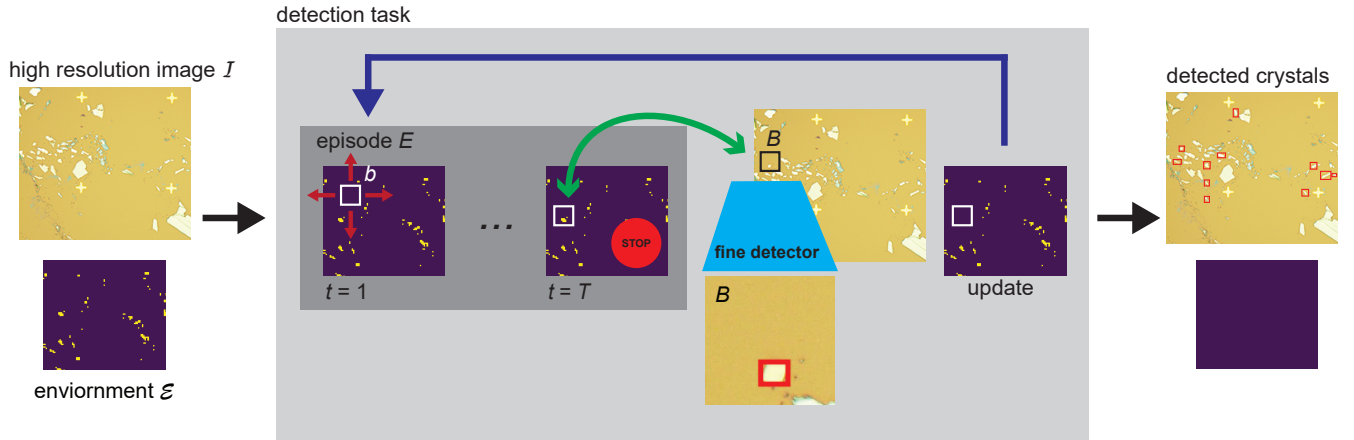 detection task
high resolution image I
enviornment ℰ
episode E
b
...
STOP
t = 1
t = T
B
fine detector
B
update
detected crystals